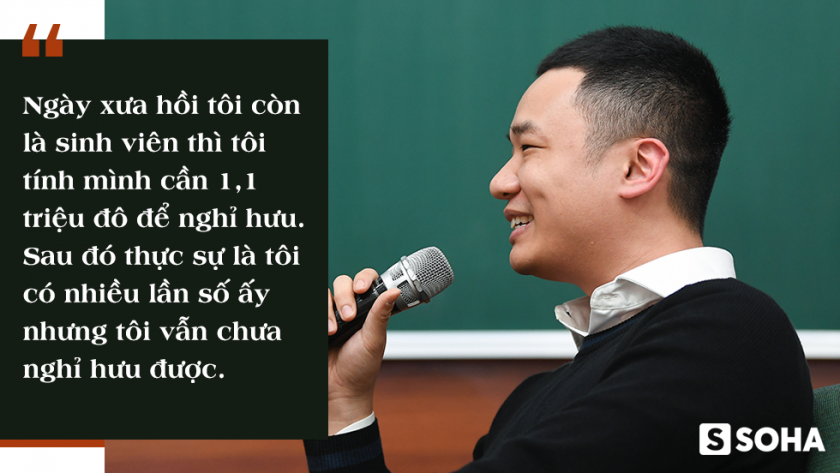 Ngày xưa hồi tôi còn
là sinh viên thì tôi
tính mình cần 1,1
triệu đô để nghỉ hưu.
Sau đó thực sự là tôi
có nhiều lần số ấy
nhưng tôi vẫn chưa
nghỉ hưu được.
S SOHA